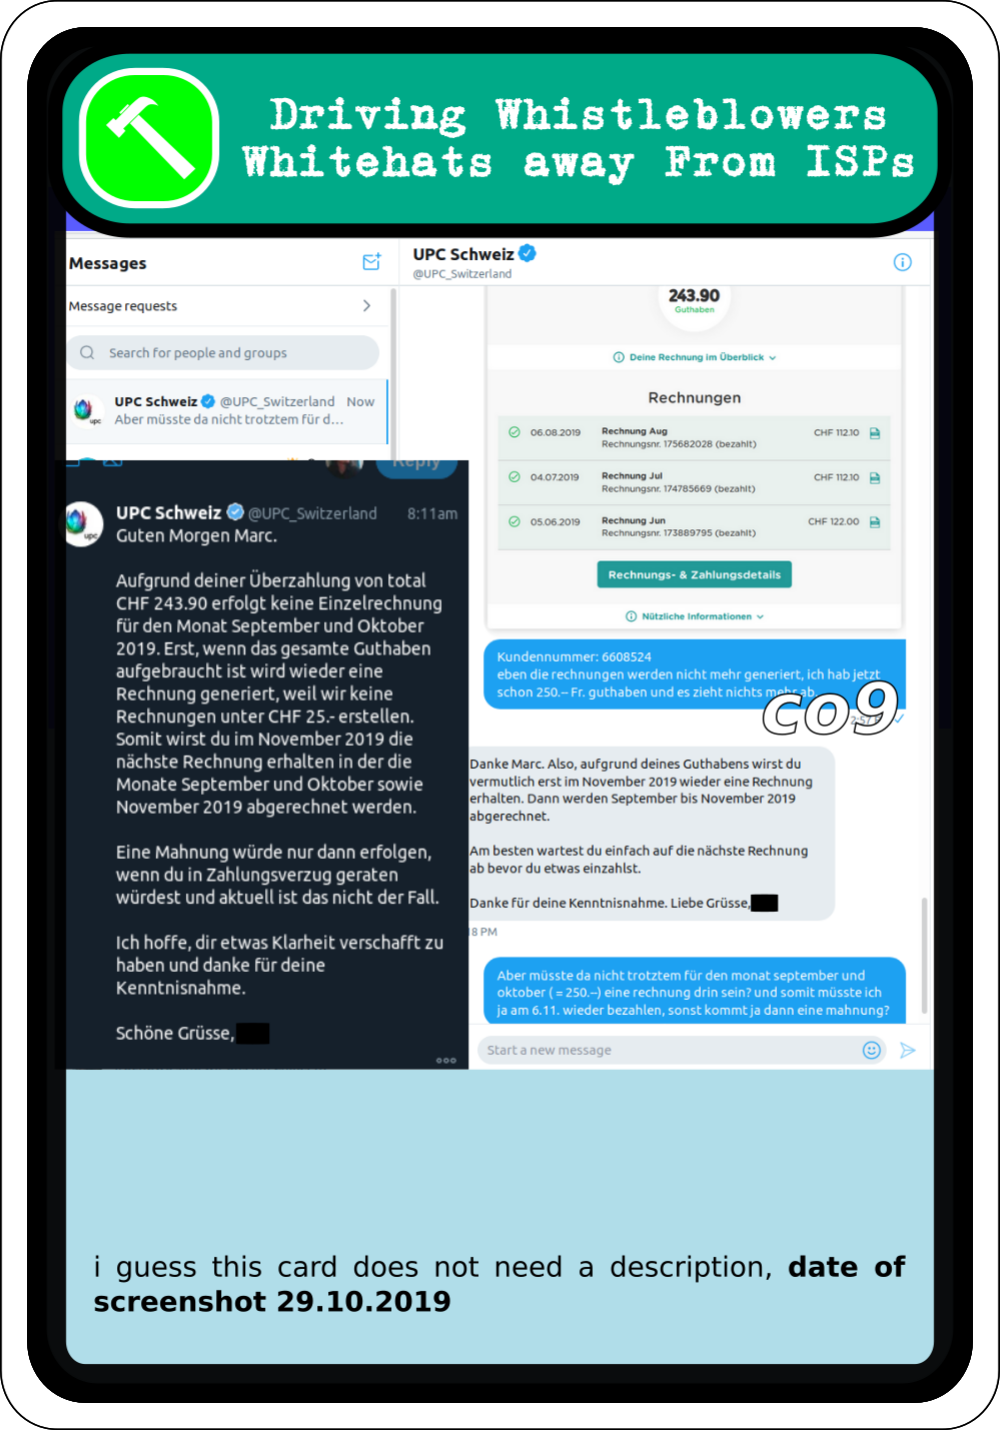 Driving Whistleblowers
Whitehats away From ISPs
Messages
Message requests
Search for people and groups
UPC Schweiz @UPC_Switzerland Now
Aber müsste da nicht trotztem für d...
Reply
UPC Schweiz @UPC_Switzerland 8:11am
Guten Morgen Marc.
Aufgrund deiner Überzahlung von total
CHF 243.90 erfolgt keine Einzelrechnung
für den Monat September und Oktober
2019. Erst, wenn das gesamte Guthaben
aufgebraucht ist wird wieder eine
Rechnung generiert, weil wir keine
Rechnungen unter CHF 25.- erstellen.
Somit wirst du im November 2019 die
nächste Rechnung erhalten in der die
Monate September und Oktober sowie
November 2019 abgerechnet werden.
Eine Mahnung würde nur dann erfolgen,
wenn du in Zahlungsverzug geraten
würdest und aktuell ist das nicht der Fall.
Ich hoffe, dir etwas Klarheit verschafft zu
haben und danke für deine
Kenntnisnahme.
Schöne Grüsse,
upc
upc
UPC Schweiz
@UPC_Switzerland
243.90
Guthaben
Deine Rechnung im Überblick
Rechnungen
06.08.2019 Rechnung Aug CHF 112.10
Rechnungsnr. 175682028 (bezahlt)
04.07.2019 Rechnung Jul CHF 112.10
Rechnungsnr. 174785669 (bezahlt)
05.06.2019 Rechnung Jun CHF 122.00
Rechnungsnr. 173889795 (bezahlt)
Rechnungs- & Zahlungsdetails
Nützliche Informationen
Kundennummer: 6608524
eben die rechnungen werden nicht mehr generiert, ich hab jetzt
schon 250.-- Fr. guthaben und es zieht nichts mehr ab.
co9
2:57
Danke Marc. Also, aufgrund deines Guthabens wirst du
vermutlich erst im November 2019 wieder eine Rechnung
erhalten. Dann werden September bis November 2019
abgerechnet.
Am besten wartest du einfach auf die nächste Rechnung
ab bevor du etwas einzahlst.
Danke für deine Kenntnisnahme. Liebe Grüsse,
8 PM
Aber müsste da nicht trotztem für den monat september und
oktober ( = 250.--) eine rechnung drin sein? und somit müsste ich
ja am 6.11. wieder bezahlen, sonst kommt ja dann eine mahnung?
Start a new message
i guess this card does not need a description, date of
screenshot 29.10.2019